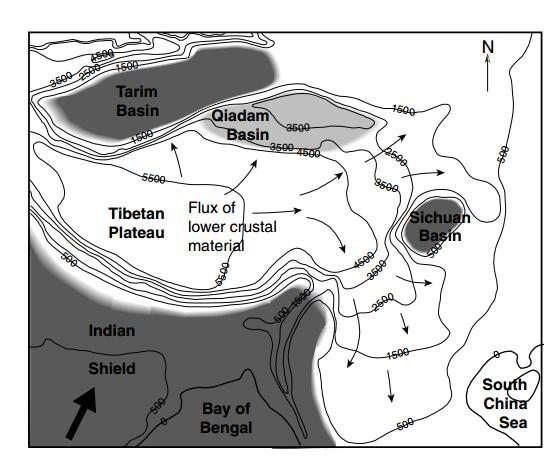 N
4500
3500
2500
1500
Tarim
Basin
1500
Qiadam
Basin
3500
1500
500
3500
4500
2500
5500
3500
Tibetan
Plateau
Flux of
lower crustal
material
Sichuan
Basin
500
500
5500
4500
3500
500
1500
2500
Indian
Shield
1500
0
500
0
Bay of
Bengal
500
South
China
Sea